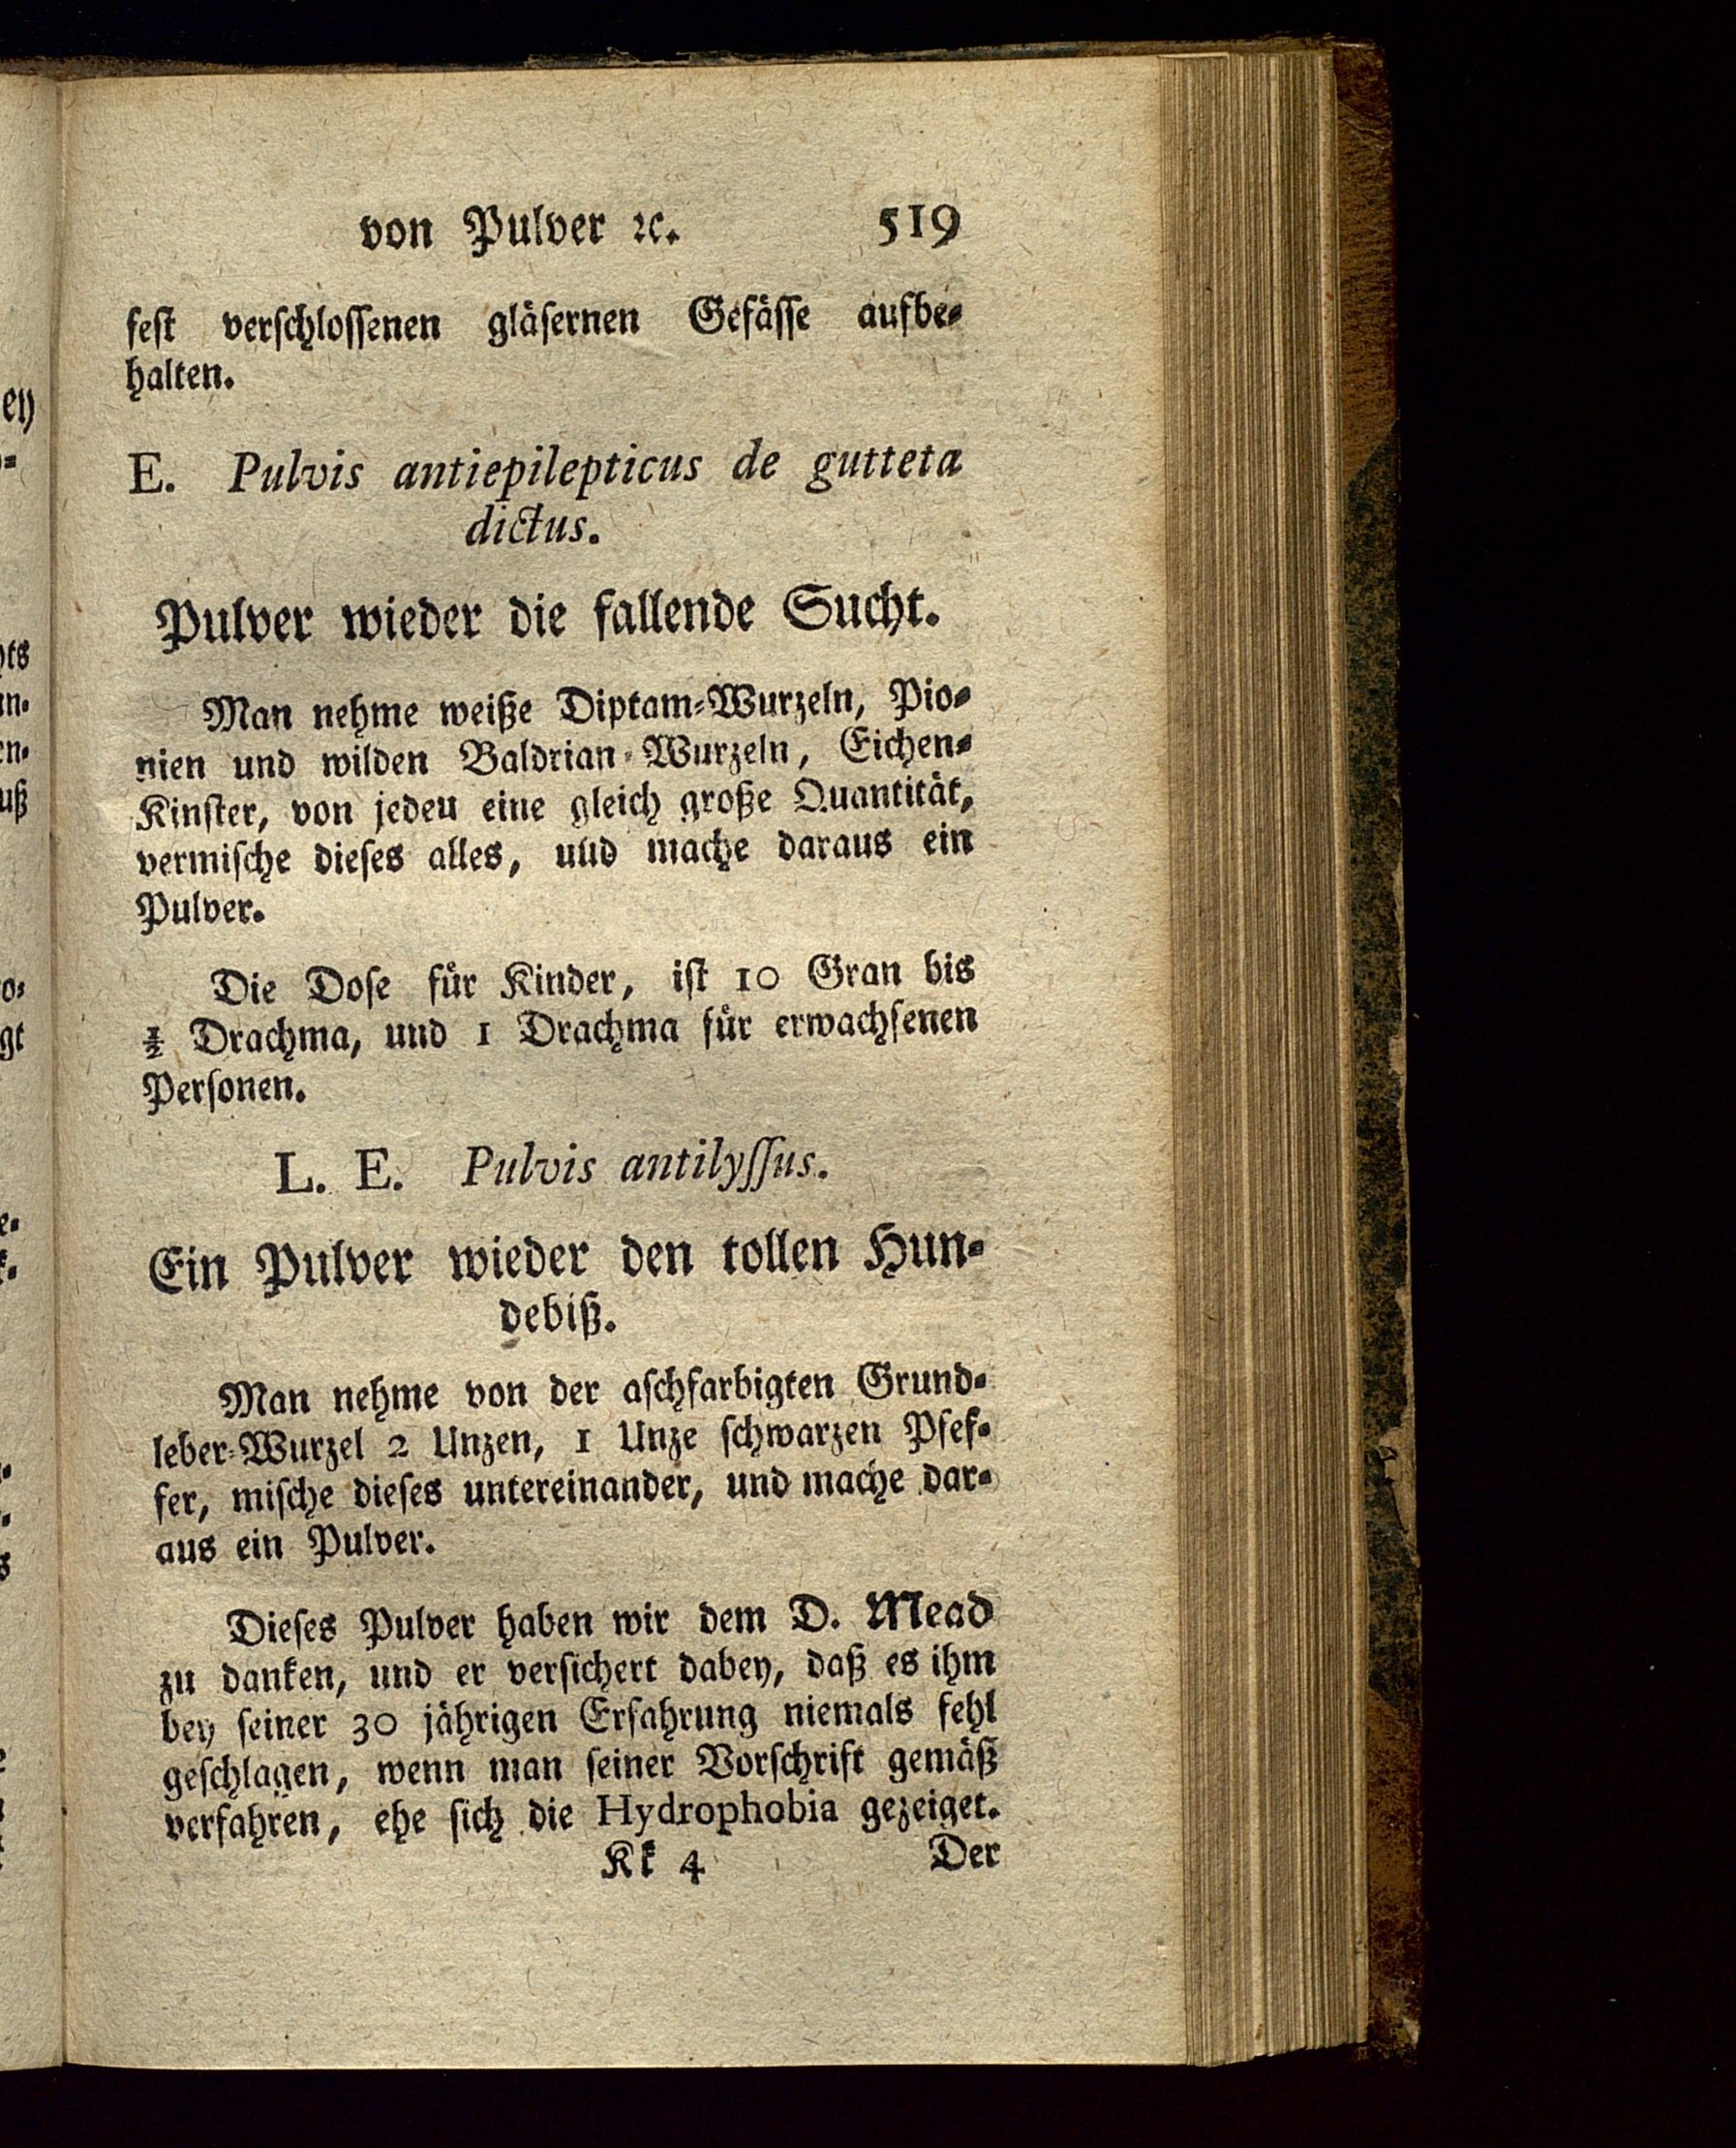 von Pulver ꝛc. 519
feſt verſchloſſenen gläſernen Gefäſſe aufbe⸗
halten.
E. Pulvis antiepilepticus de gutteta
dictus.
Pulver wieder die fallende Sucht.
Man nehme weiße Diptam⸗Wurzeln, Pio⸗
nien und wilden Baldrian⸗Wurzeln, Eichen⸗
Kinſter, von jedeu eine gleich große Quantität,
vermiſche dieſes alles, und mache daraus ein
Pulver.
Die Doſe für Kinder, iſt 10 Gran bis
½ Drachma, und 1 Drachma für erwachſenen
Perſonen.
L. E. Pulvis antilyſſus.
Ein Pulver wieder den tollen Hun⸗
debiß.
Man nehme von der aſchfarbigten Grund⸗
leber⸗Wurzel 2 Unzen, 1 Unze ſchwarzen Pfef⸗
fer, miſche dieſes untereinander, und mache dar⸗
aus ein Pulver.
Dieſes Pulver haben wir dem D. Mead
zu danken, und er verſichert dabey, daß es ihm
bey ſeiner 30 jährigen Erfahrung niemals fehl
geſchlagen, wenn man ſeiner Vorſchrift gemäß
verfahren, ehe ſich die Hydrophobia gezeiget.
Kk 4 Der